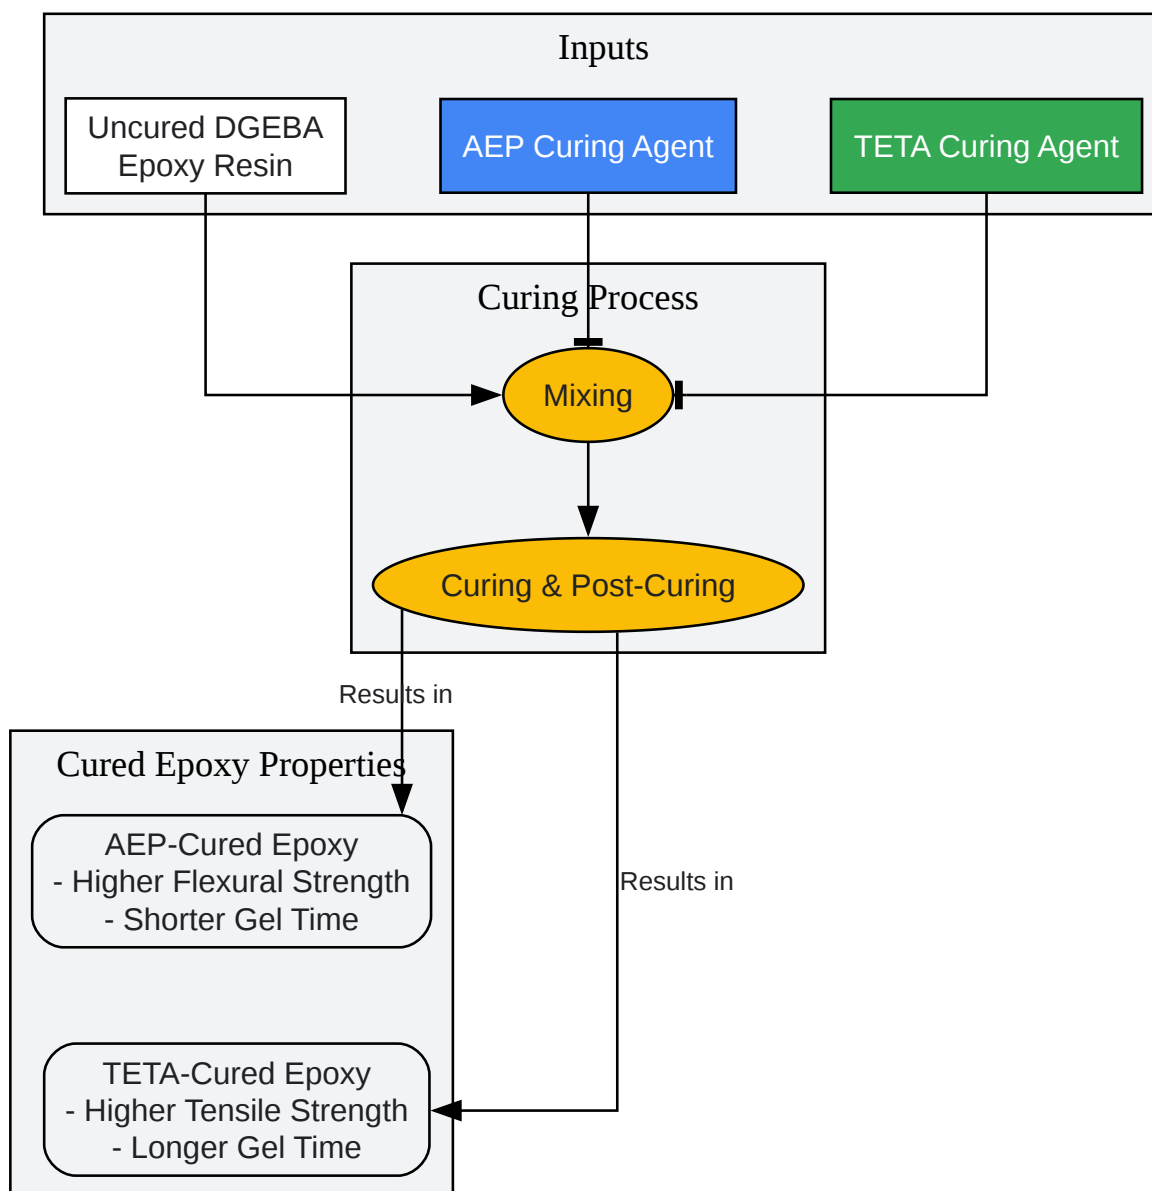 Inputs
Uncured DGEBA
Epoxy Resin
AEP Curing Agent
TETA Curing Agent
Curing Process
Mixing
Curing & Post-Curing
Results in
Cured Epoxy Properties
AEP-Cured Epoxy
- Higher Flexural Strength
- Shorter Gel Time
Results in
TETA-Cured Epoxy
- Higher Tensile Strength
- Longer Gel Time